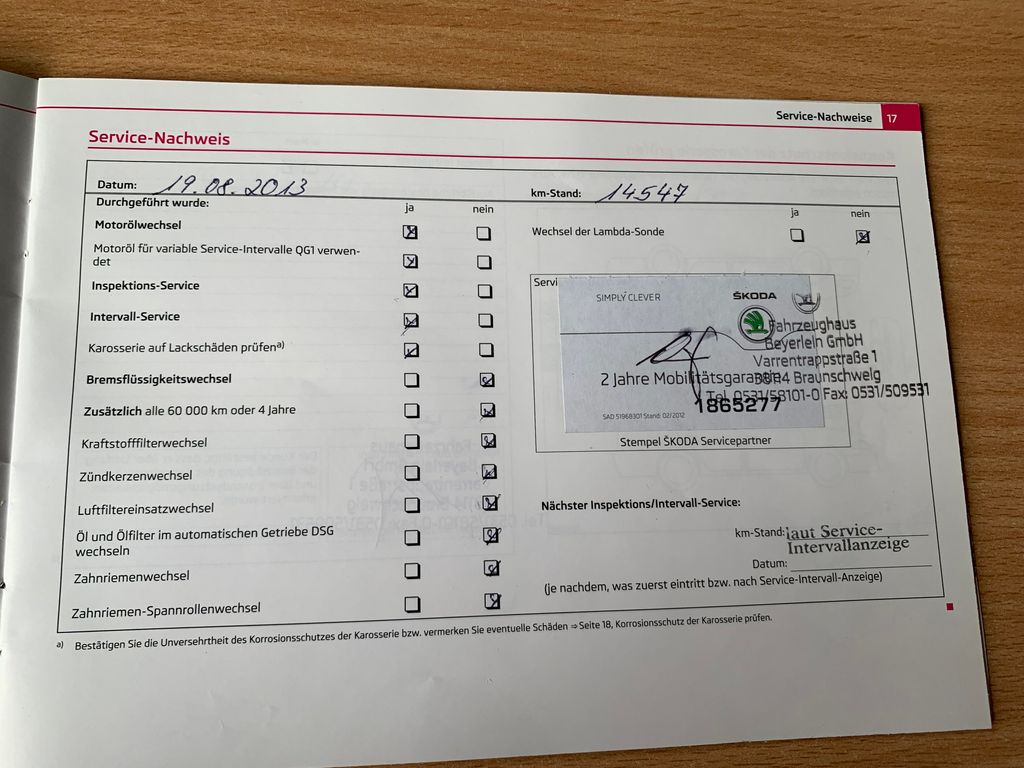 Service-Nachweise 17
Service-Nachweis
Datum: 19.08.2013
km-Stand: 14547
Durchgeführt wurde:
ja nein
Motorölwechsel
Motoröl für variable Service-Intervalle QG1 verwen-
det
Inspektions-Service
Intervall-Service
Karosserie auf Lackschäden prüfen a)
Bremsflüssigkeitswechsel
Zusätzlich alle 60 000 km oder 4 Jahre
Kraftstofffilterwechsel
Zündkerzenwechsel
Luftfiltereinsatzwechsel
Öl und Ölfilter im automatischen Getriebe DSG
wechseln
Zahnriemenwechsel
Zahnriemen-Spannrollenwechsel
ja nein
Wechsel der Lambda-Sonde
Servi
SIMPLY CLEVER
ŠKODA
Fahrzeughaus
Beyerlein GmbH
Varrentrappstraße 1
38114 Braunschweig
Tel. 0531/58101-0 Fax: 0531/509531
2 Jahre Mobilitätsgarantie
1865277
SAD 51968301 Stand: 02/2012
Stempel ŠKODA Servicepartner
Nächster Inspektions/Intervall-Service:
km-Stand: laut Service-
Intervallanzeige
Datum:
(je nachdem, was zuerst eintritt bzw. nach Service-Intervall-Anzeige)
a) Bestätigen Sie die Unversehrtheit des Korrosionsschutzes der Karosserie bzw. vermerken Sie eventuelle Schäden ⇒ Seite 18, Korrosionsschutz der Karosserie prüfen.